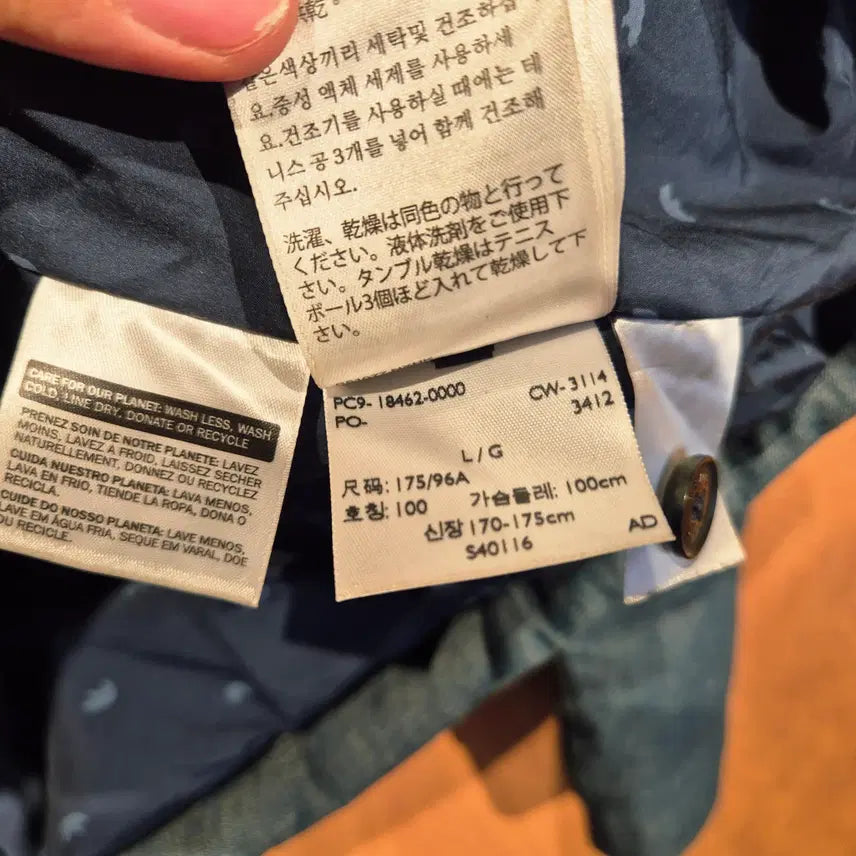 乾。
같은색상끼리 세탁및 건조하십
요.중성 액체 세제를 사용하세
요.건조기를 사용하실 때에는 테
니스 공 3개를 넣어 함께 건조해
주십시오.
洗濯、乾燥は同色の物と行って
ください。液体洗剤をご使用下
さい。タンブル乾燥はテニス
ボール3個ほど入れて乾燥して下
さい。
CARE FOR OUR PLANET: WASH LESS, WASH
COLD, LINE DRY, DONATE OR RECYCLE
PRENEZ SOIN DE NOTRE PLANÈTE: LAVEZ
MOINS, LAVEZ À FROID, LAISSEZ SÉCHER
NATURELLEMENT, DONNEZ OU RECYCLEZ
CUIDA NUESTRO PLANETA: LAVA MENOS,
LAVA EN FRIO, TIENDE LA ROPA, DONA O
RECICLA.
CUIDE DO NOSSO PLANETA: LAVE MENOS,
LAVE EM ÁGUA FRIA, SEQUE EM VARAL, DOE
OU RECICLE.
PC9- 18462-0000 CW-3114
PO- 3412
L/G
尺码: 175/96A 가슴둘레: 100cm
호칭: 100
신장 170-175cm AD
S40116